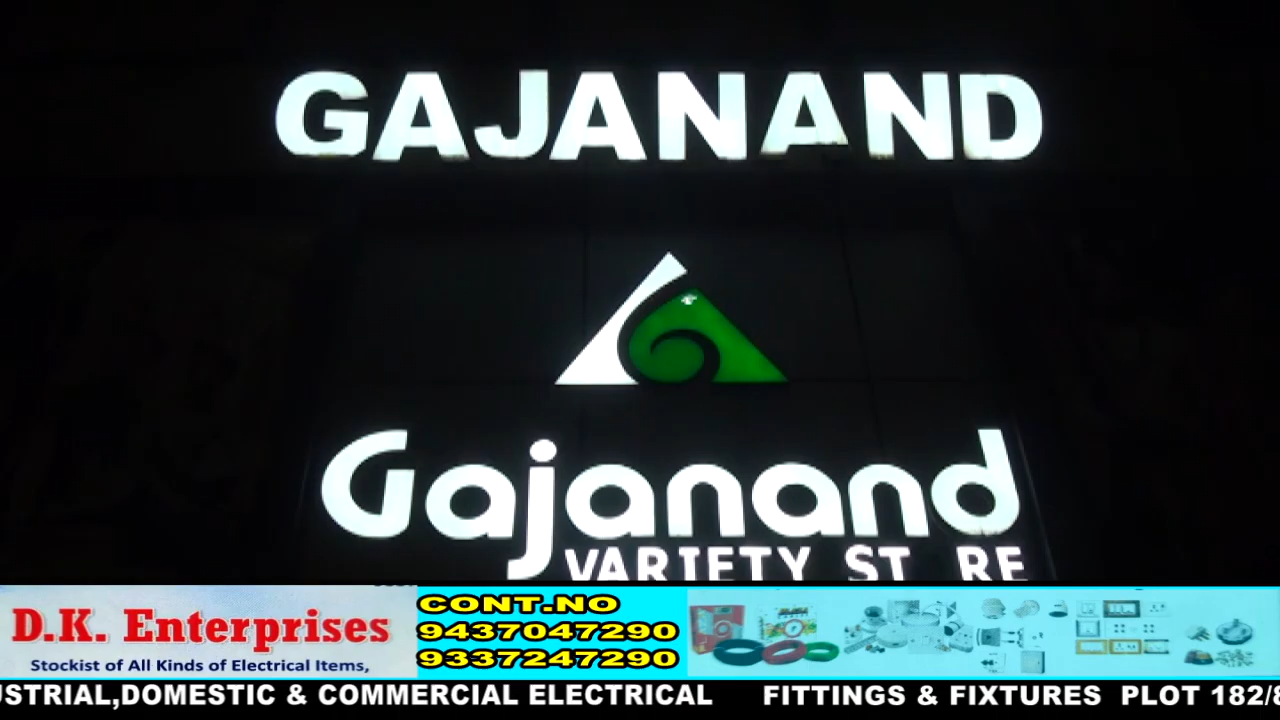 GAJANAND
Gajanand
VARIETY ST RE
D.K. Enterprises
Stockist of All Kinds of Electrical Items,
CONT.NO
9437047290
9337247290
USTRIAL,DOMESTIC & COMMERCIAL ELECTRICAL FITTINGS & FIXTURES PLOT 182/8